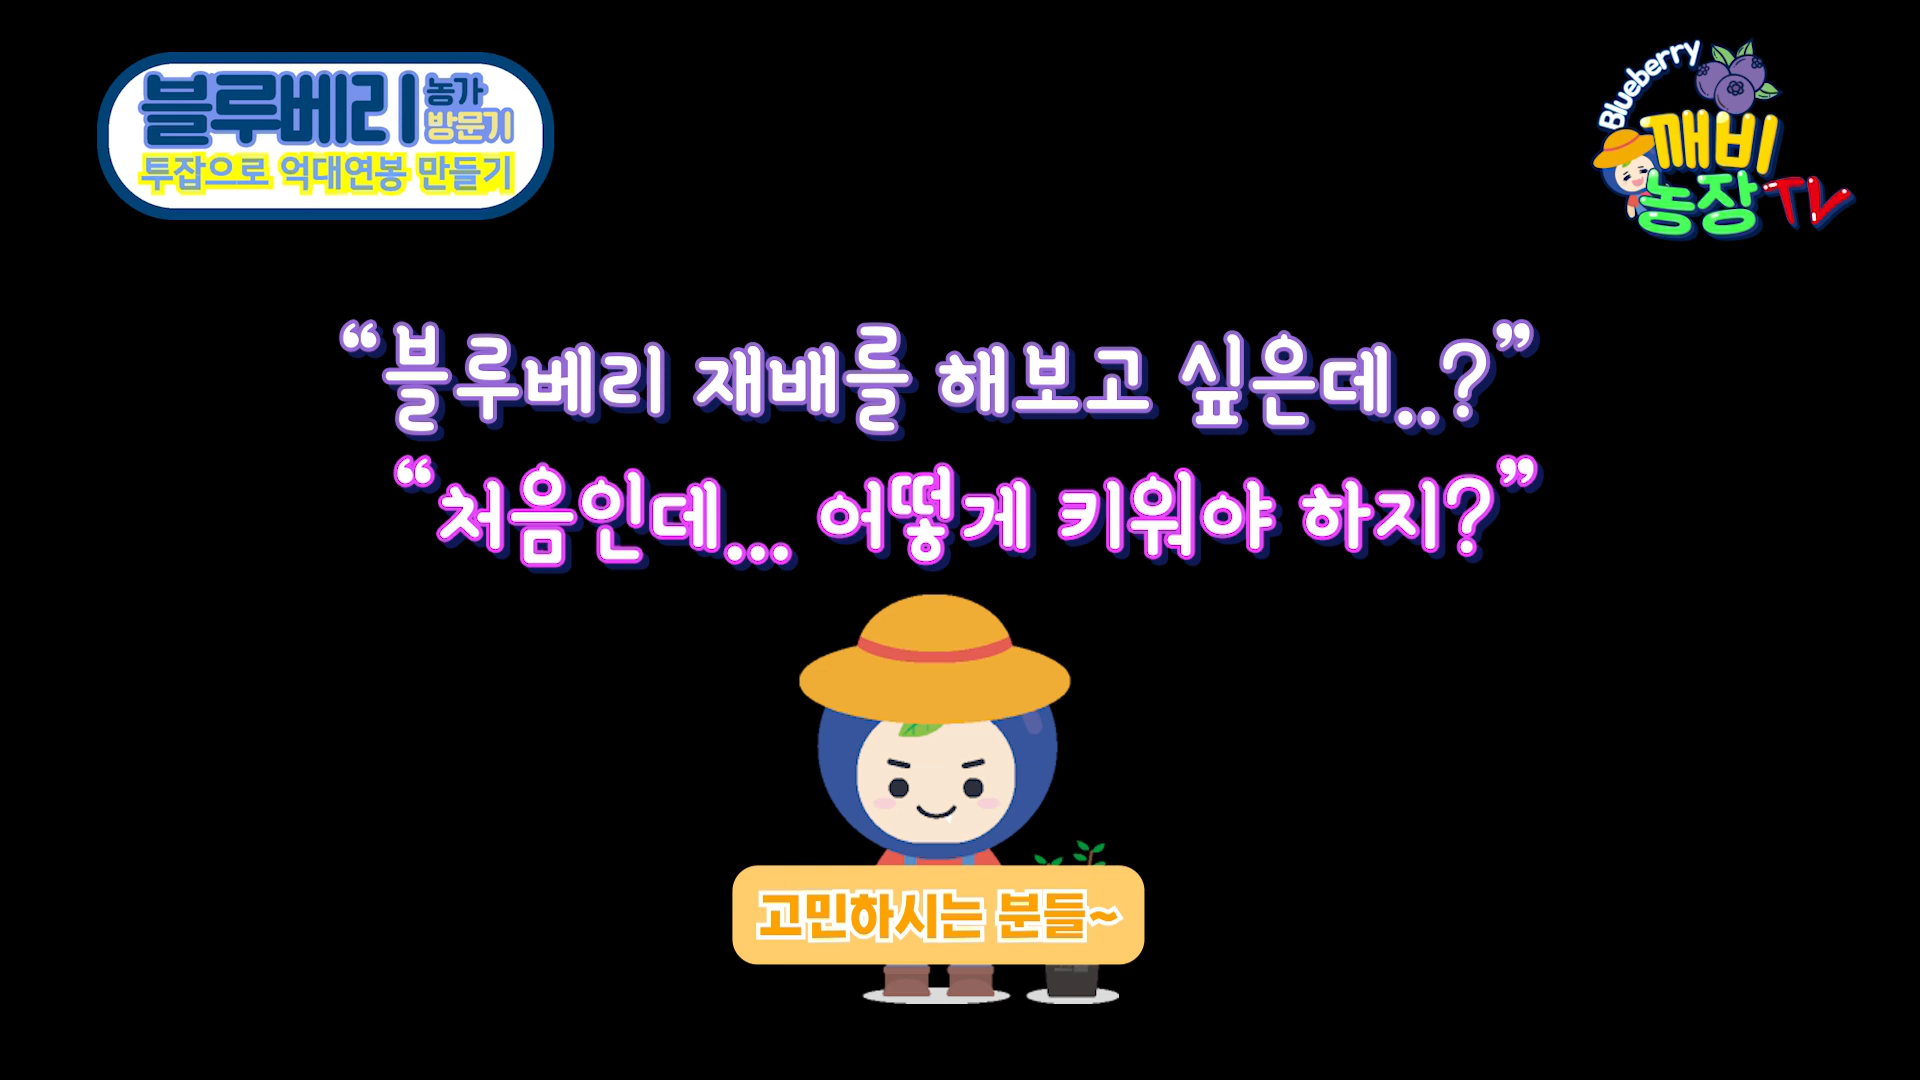 블루베리 농가 방문기
투잡으로 억대연봉 만들기
Blueberry
깨비
농장TV
“블루베리 재배를 해보고 싶은데..?”
“처음인데... 어떻게 키워야 하지?”
고민하시는 분들~